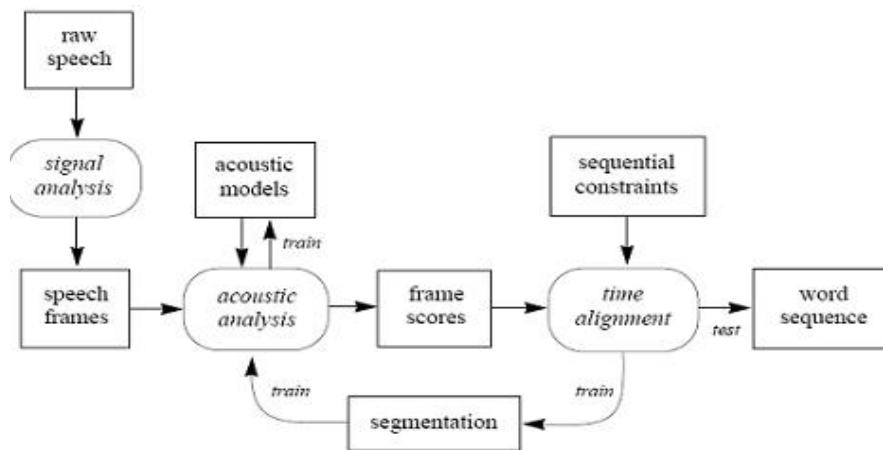 raw
speech
signal
analysis
acoustic
models
sequential
constraints
train
speech
frames
acoustic
analysis
frame
scores
time
alignment
test
word
sequence
train
train
segmentation